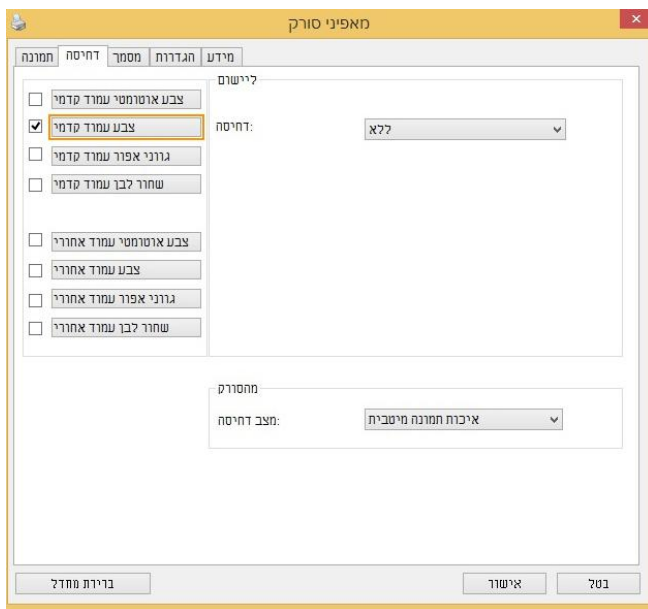 מאפיני סורק
תמונה דחיסה מסמך הגדרות מידע
ליישום
צבע אוטומטי עמוד קדמי
צבע עמוד קדמי
דחיסה:
ללא
גווני אפור עמוד קדמי
שחור לבן עמוד קדמי
צבע אוטומטי עמוד אחורי
צבע עמוד אחורי
גווני אפור עמוד אחורי
שחור לבן עמוד אחורי
מהסורק
מצב דחיסה:
איכות תמונה מיטבית
ברירת מחדל
אישור
בטל